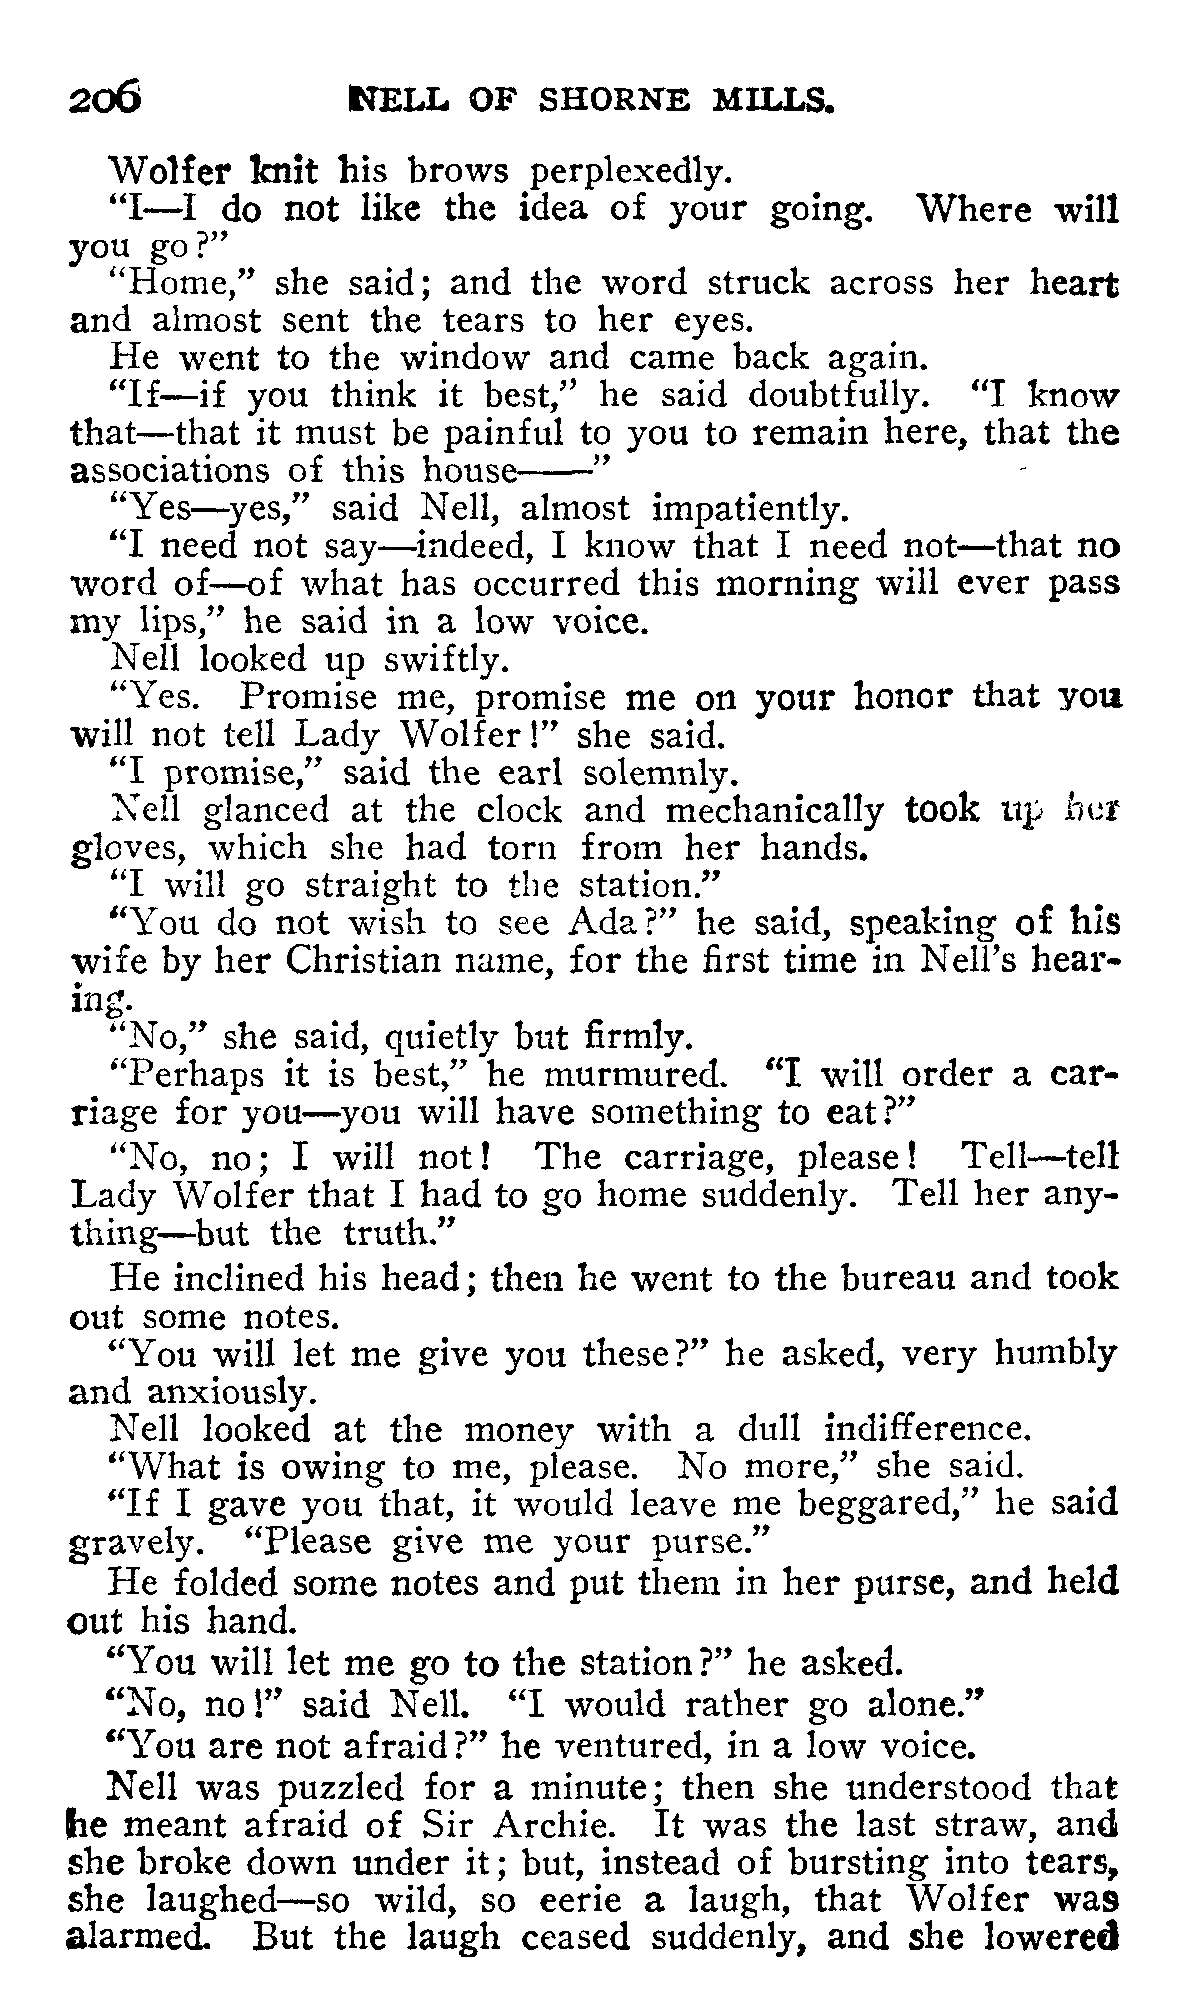 206 NELL OF SHORNE MILLS.
Wolfer knit his brows perplexedly.
“I—I do not like the idea of your going. Where will
you go?”
“Home,” she said; and the word struck across her heart
and almost sent the tears to her eyes.
He went to the window and came back again.
“If—if you think it best,” he said doubtfully. “I know
that—that it must be painful to you to remain here, that the
associations of this house——”
“Yes—yes,” said Nell, almost impatiently.
“I need not say—indeed, I know that I need not—that no
word of—of what has occurred this morning will ever pass
my lips,” he said in a low voice.
Nell looked up swiftly.
“Yes. Promise me, promise me on your honor that you
will not tell Lady Wolfer!” she said.
“I promise,” said the earl solemnly.
Nell glanced at the clock and mechanically took up her
gloves, which she had torn from her hands.
“I will go straight to the station.”
“You do not wish to see Ada?” he said, speaking of his
wife by her Christian name, for the first time in Nell’s hear-
ing.
“No,” she said, quietly but firmly.
“Perhaps it is best,” he murmured. “I will order a car-
riage for you—you will have something to eat?”
“No, no; I will not! The carriage, please! Tell—tell
Lady Wolfer that I had to go home suddenly. Tell her any-
thing—but the truth.”
He inclined his head; then he went to the bureau and took
out some notes.
“You will let me give you these?” he asked, very humbly
and anxiously.
Nell looked at the money with a dull indifference.
“What is owing to me, please. No more,” she said.
“If I gave you that, it would leave me beggared,” he said
gravely. “Please give me your purse.”
He folded some notes and put them in her purse, and held
out his hand.
“You will let me go to the station?” he asked.
“No, no!” said Nell. “I would rather go alone.”
“You are not afraid?” he ventured, in a low voice.
Nell was puzzled for a minute; then she understood that
he meant afraid of Sir Archie. It was the last straw, and
she broke down under it; but, instead of bursting into tears,
she laughed—so wild, so eerie a laugh, that Wolfer was
alarmed. But the laugh ceased suddenly, and she lowered